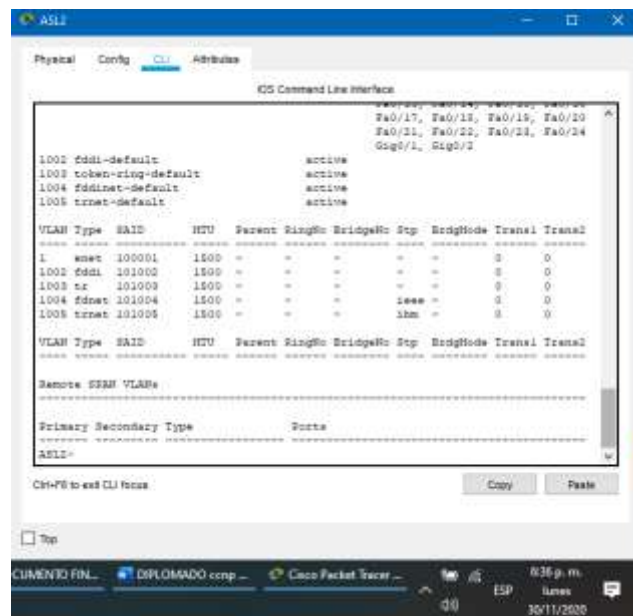 ASL2
Physical Config CLI Attributes
IOS Command Line Interface
Fa0/17, Fa0/18, Fa0/19, Fa0/20
Fa0/21, Fa0/22, Fa0/23, Fa0/24
Gig0/1, Gig0/2
1002 fddi-default active
1003 token-ring-default active
1004 fddinet-default active
1005 trnet-default active
VLAN Type SAID MTU Parent RingNo BridgeNo Stp BrdgMode Trans1 Trans2
---- ----- ---------- ----- ------ ------ -------- ---- -------- ------ ------
1 enet 100001 1500 - - - - - 0 0
1002 fddi 101002 1500 - - - - - 0 0
1003 tr 101003 1500 - - - - - 0 0
1004 fdnet 101004 1500 - - - ieee - 0 0
1005 trnet 101005 1500 - - - ibm - 0 0
VLAN Type SAID MTU Parent RingNo BridgeNo Stp BrdgMode Trans1 Trans2
---- ----- ---------- ----- ------ ------ -------- ---- -------- ------ ------
Remote SPAN VLANs
------------------------------------------------------------------------------
Primary Secondary Type Ports
------- --------- ----------------- ------------------------------------------
ASL2>
Ctrl+F6 to exit CLI focus Copy Paste
Top
CUMENTO FIN... DIPLOMADO ccnp ... Cisco Packet Tracer ... ESP 8:36 p. m.
lunes
30/11/2020